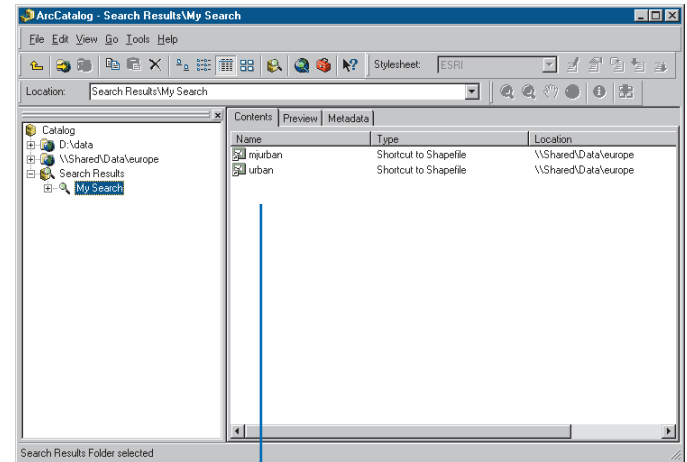 ArcCatalog - Search Results\My Search
File Edit View Go Tools Help
Stylesheet: ESRI
Location: Search Results\My Search
Contents Preview Metadata
Catalog
D:\data
\\Shared\Data\europe
Search Results
My Search
Name Type Location
mjurban Shortcut to Shapefile \\Shared\Data\europe
urban Shortcut to Shapefile \\Shared\Data\europe
Search Results Folder selected